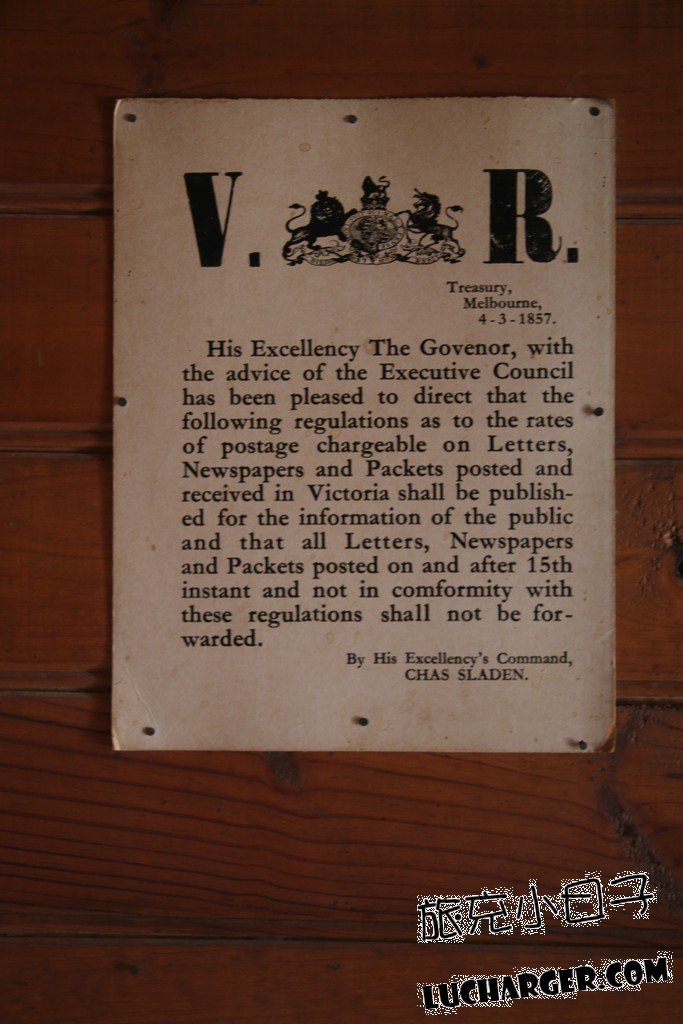 V. R.
Treasury,
Melbourne,
4-3-1857.
His Excellency The Govenor, with
the advice of the Executive Council
has been pleased to direct that the
following regulations as to the rates
of postage chargeable on Letters,
Newspapers and Packets posted and
received in Victoria shall be publish-
ed for the information of the public
and that all Letters, Newspapers
and Packets posted on and after 15th
instant and not in comformity with
these regulations shall not be for-
warded.
By His Excellency's Command,
CHAS SLADEN.
旅兄小日子
LUCHARGER.COM